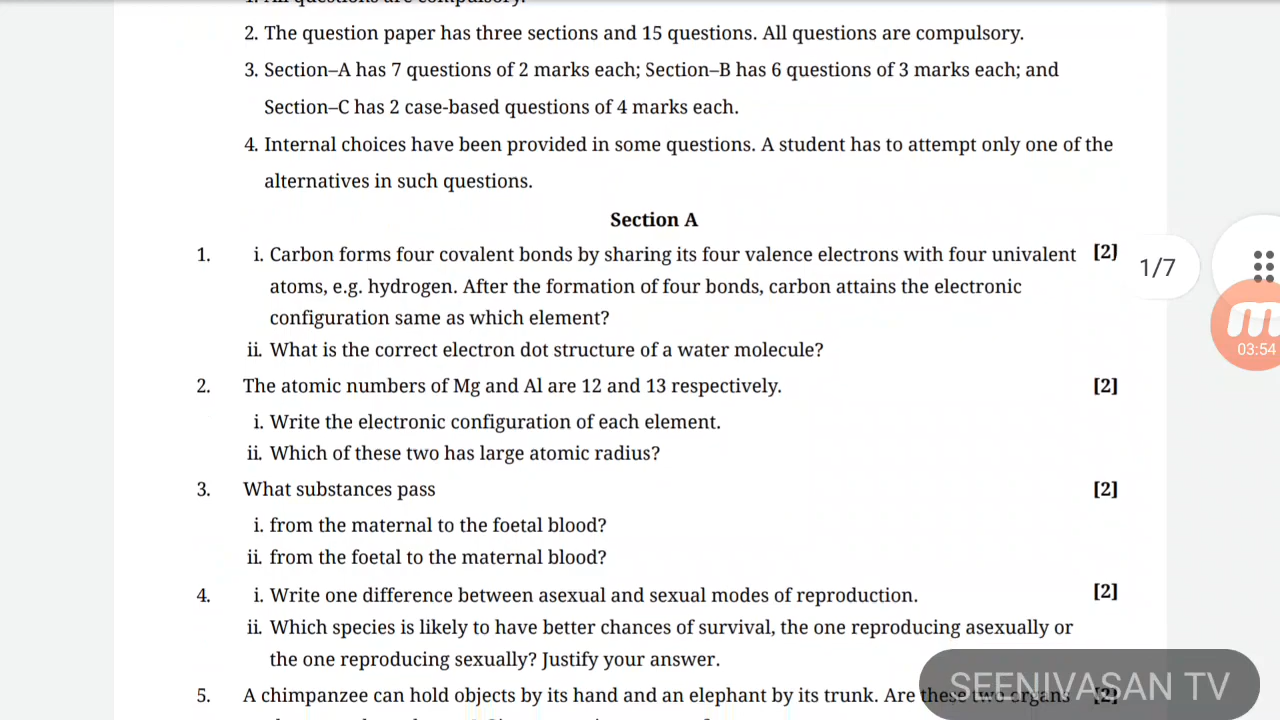 1. All questions are compulsory.
2. The question paper has three sections and 15 questions. All questions are compulsory.
3. Section–A has 7 questions of 2 marks each; Section–B has 6 questions of 3 marks each; and
Section–C has 2 case-based questions of 4 marks each.
4. Internal choices have been provided in some questions. A student has to attempt only one of the
alternatives in such questions.
Section A
1. i. Carbon forms four covalent bonds by sharing its four valence electrons with four univalent [2]
atoms, e.g. hydrogen. After the formation of four bonds, carbon attains the electronic
configuration same as which element?
ii. What is the correct electron dot structure of a water molecule?
2. The atomic numbers of Mg and Al are 12 and 13 respectively. [2]
i. Write the electronic configuration of each element.
ii. Which of these two has large atomic radius?
3. What substances pass [2]
i. from the maternal to the foetal blood?
ii. from the foetal to the maternal blood?
4. i. Write one difference between asexual and sexual modes of reproduction. [2]
ii. Which species is likely to have better chances of survival, the one reproducing asexually or
the one reproducing sexually? Justify your answer.
5. A chimpanzee can hold objects by its hand and an elephant by its trunk. Are these two organs [2]
1/7
03:54
SEENIVASAN TV